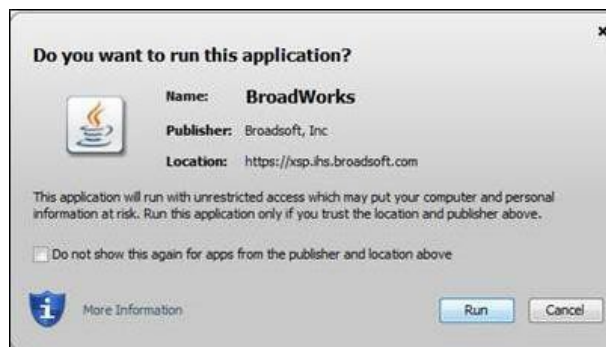 Do you want to run this application?
Name: BroadWorks
Publisher: Broadsoft, Inc
Location: https://xsp.ihs.broadsoft.com
This application will run with unrestricted access which may put your computer and personal
information at risk. Run this application only if you trust the location and publisher above.
Do not show this again for apps from the publisher and location above
More Information
Run
Cancel